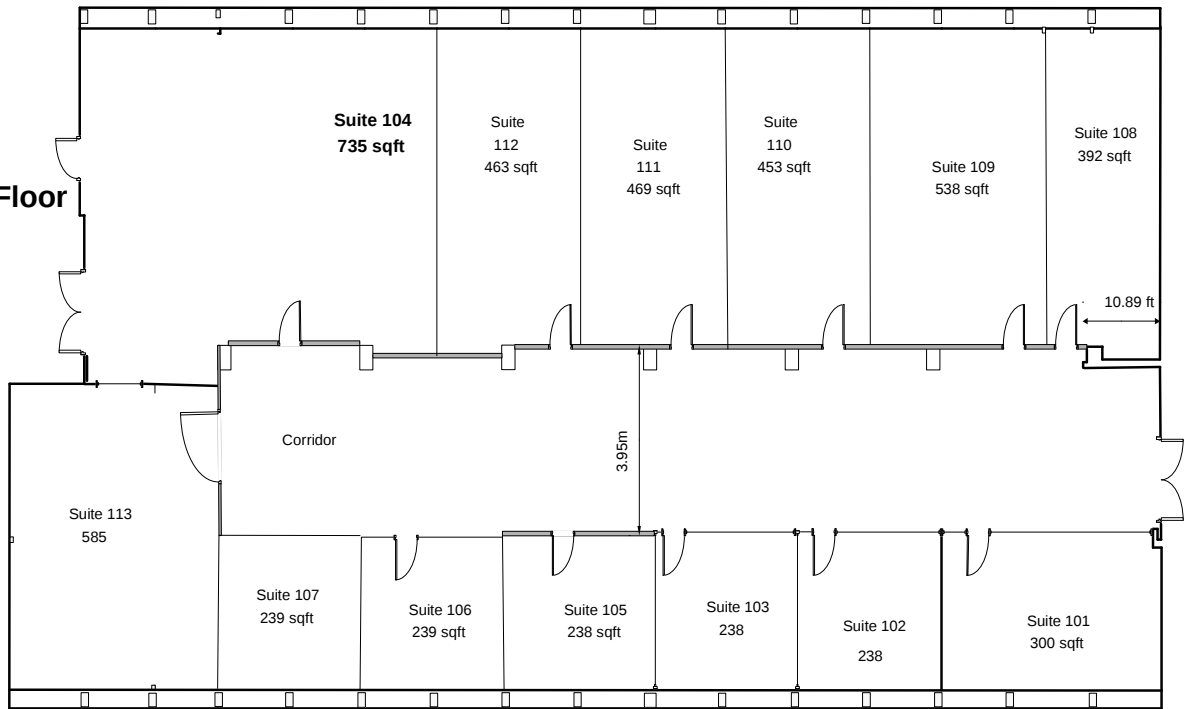 Suite 104
735 sqft
Suite
112
463 sqft
Suite
111
469 sqft
Suite
110
453 sqft
Suite 109
538 sqft
Suite 108
392 sqft
Floor
10.89 ft
Corridor
3.95m
Suite 113
585
Suite 107
239 sqft
Suite 106
239 sqft
Suite 105
238 sqft
Suite 103
238
Suite 102
238
Suite 101
300 sqft